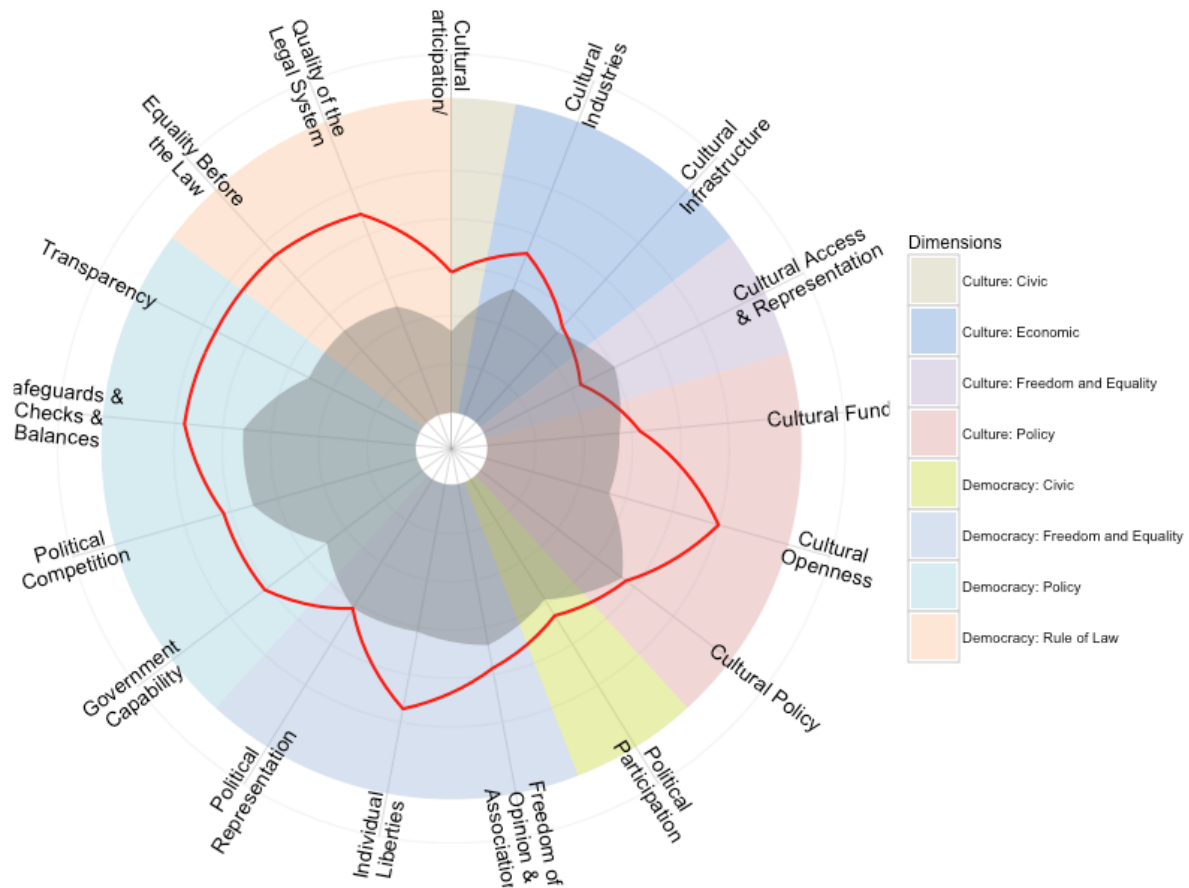 Cultural
articipation/
Cultural
Industries
Cultural
Infrastructure
Cultural Access
& Representation
Cultural Fund
Cultural
Openness
Cultural Policy
Political
Participation
Freedom of
Opinion &
Association
Individual
Liberties
Political
Representation
Government
Capability
Political
Competition
afeguards &
Checks &
Balances
Transparency
Equality Before
the Law
Quality of the
Legal System
Dimensions
Culture: Civic
Culture: Economic
Culture: Freedom and Equality
Culture: Policy
Democracy: Civic
Democracy: Freedom and Equality
Democracy: Policy
Democracy: Rule of Law